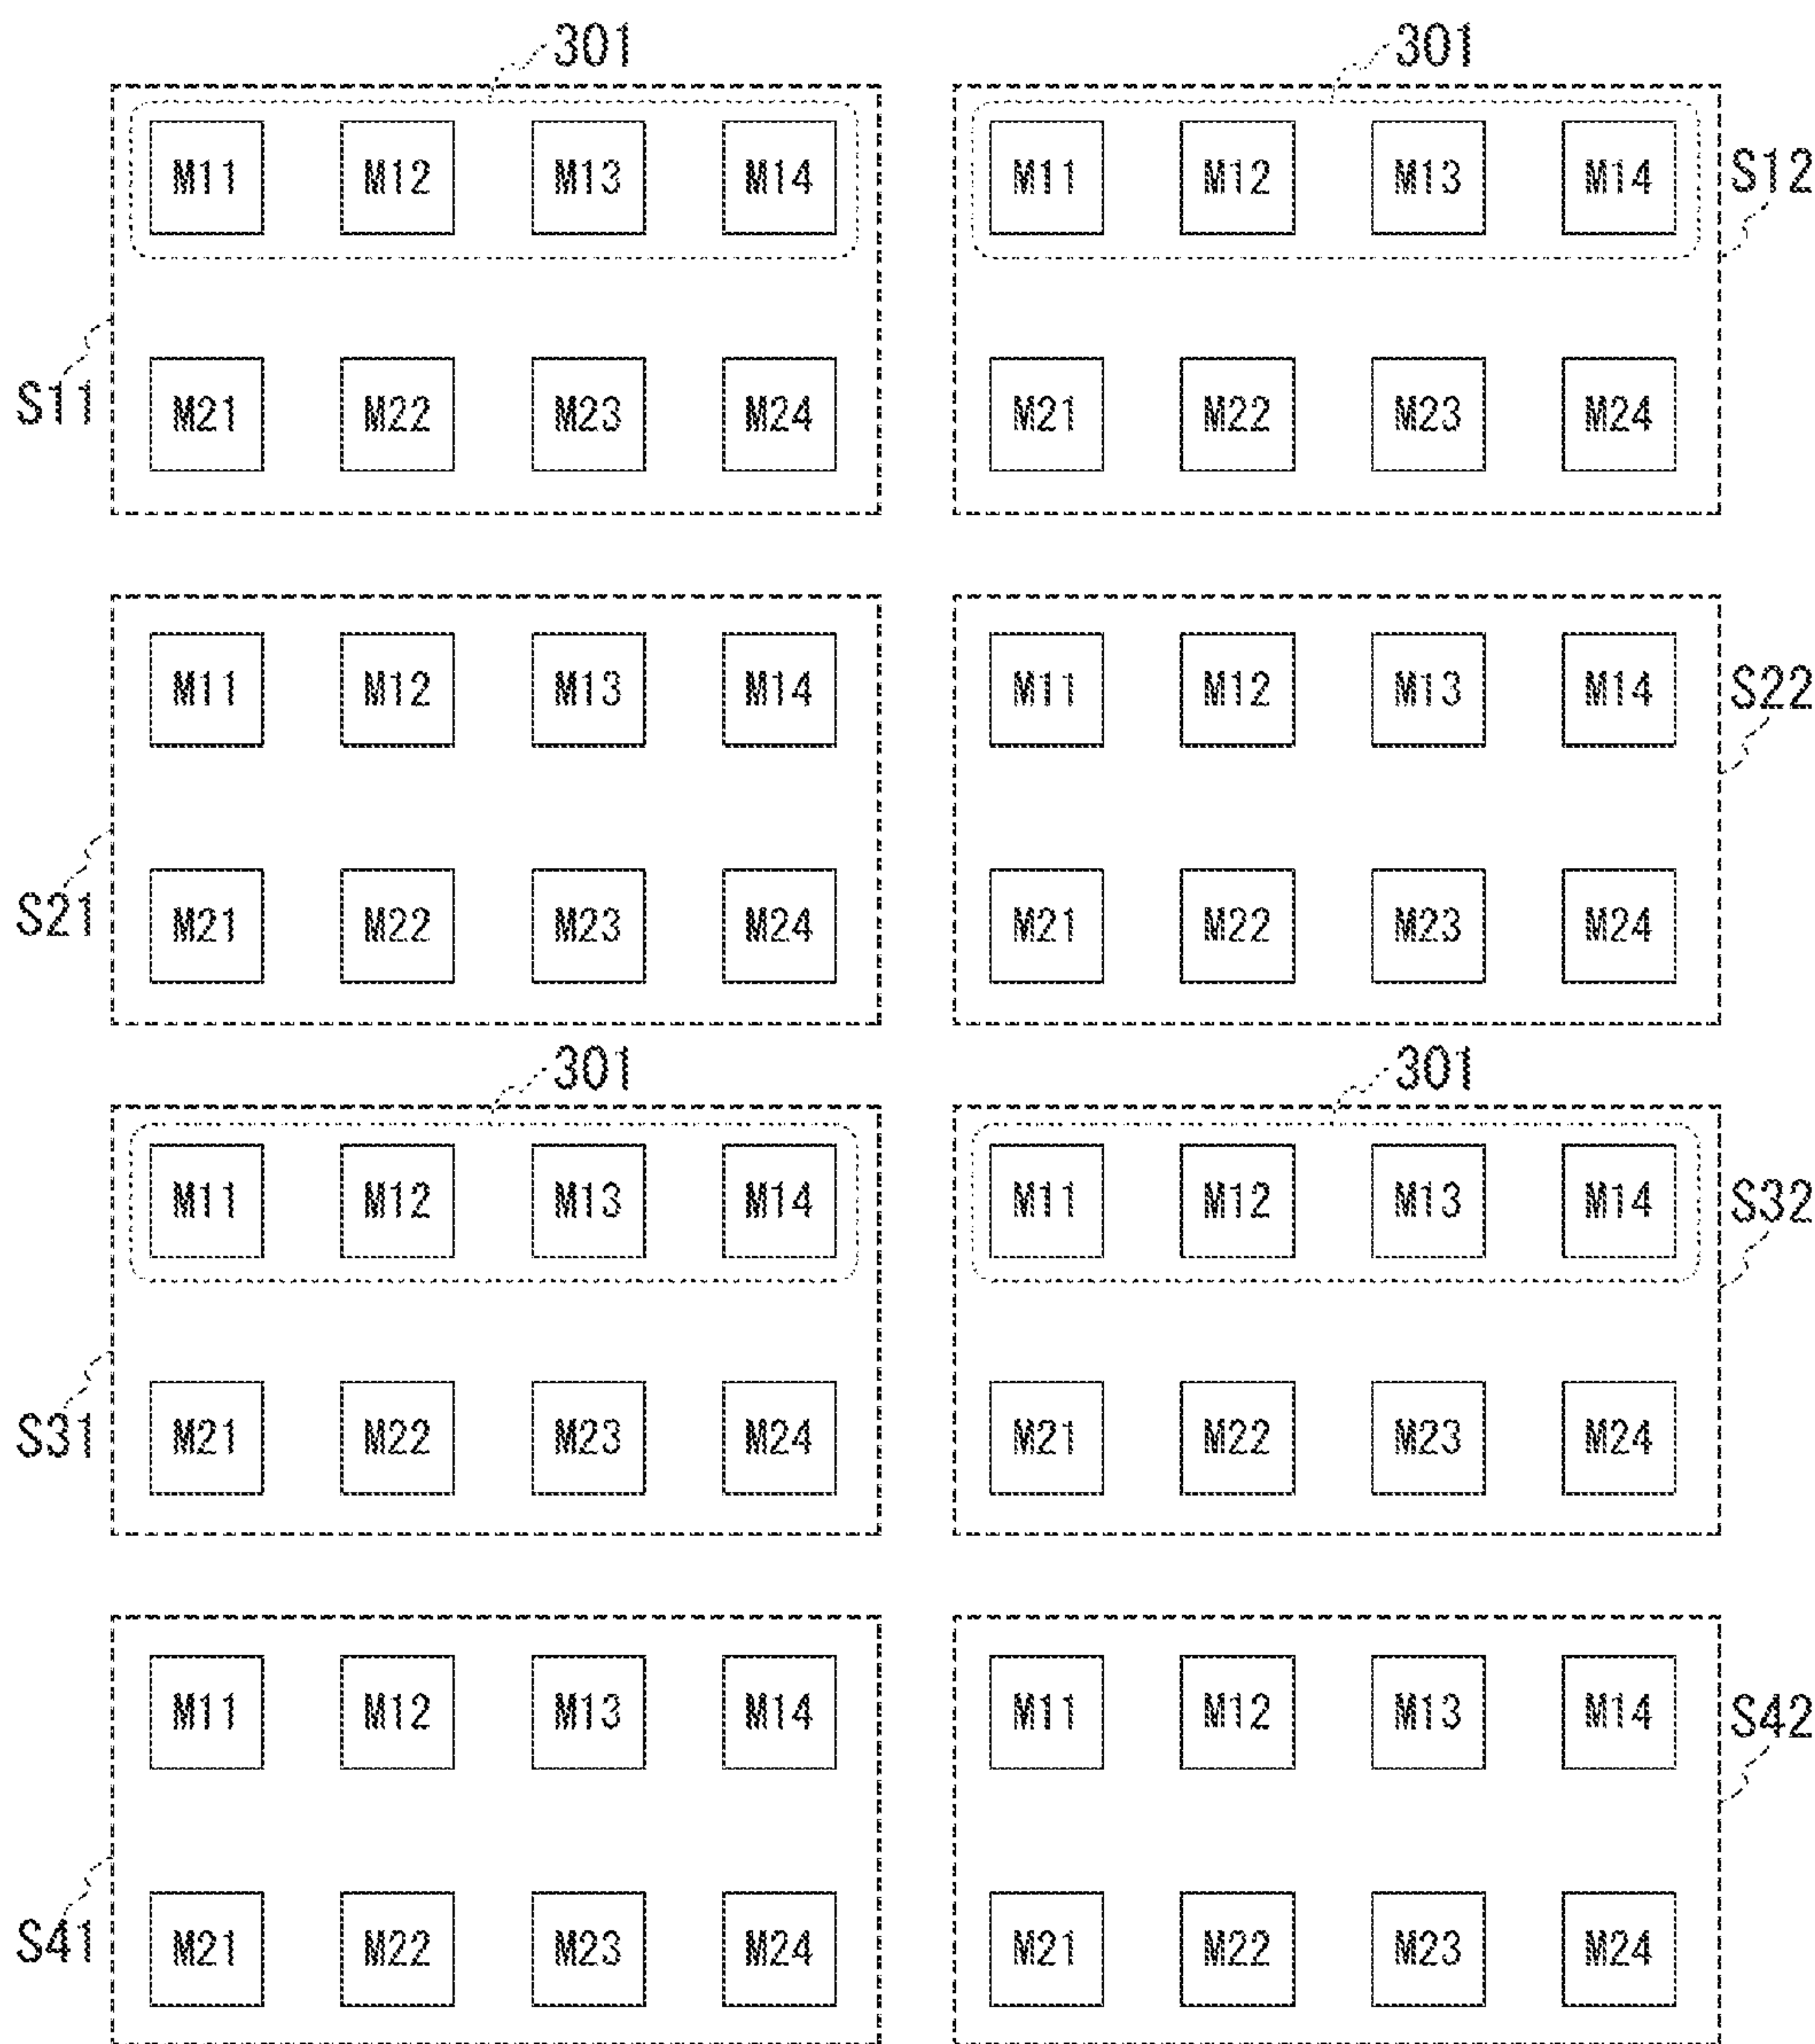 301 301
M11 M12 M13 M14 M11 M12 M13 M14 S12
S11 M21 M22 M23 M24 M21 M22 M23 M24
M11 M12 M13 M14 M11 M12 M13 M14 S22
S21 M21 M22 M23 M24 M21 M22 M23 M24
301 301
M11 M12 M13 M14 M11 M12 M13 M14 S32
S31 M21 M22 M23 M24 M21 M22 M23 M24
M11 M12 M13 M14 M11 M12 M13 M14 S42
S41 M21 M22 M23 M24 M21 M22 M23 M24